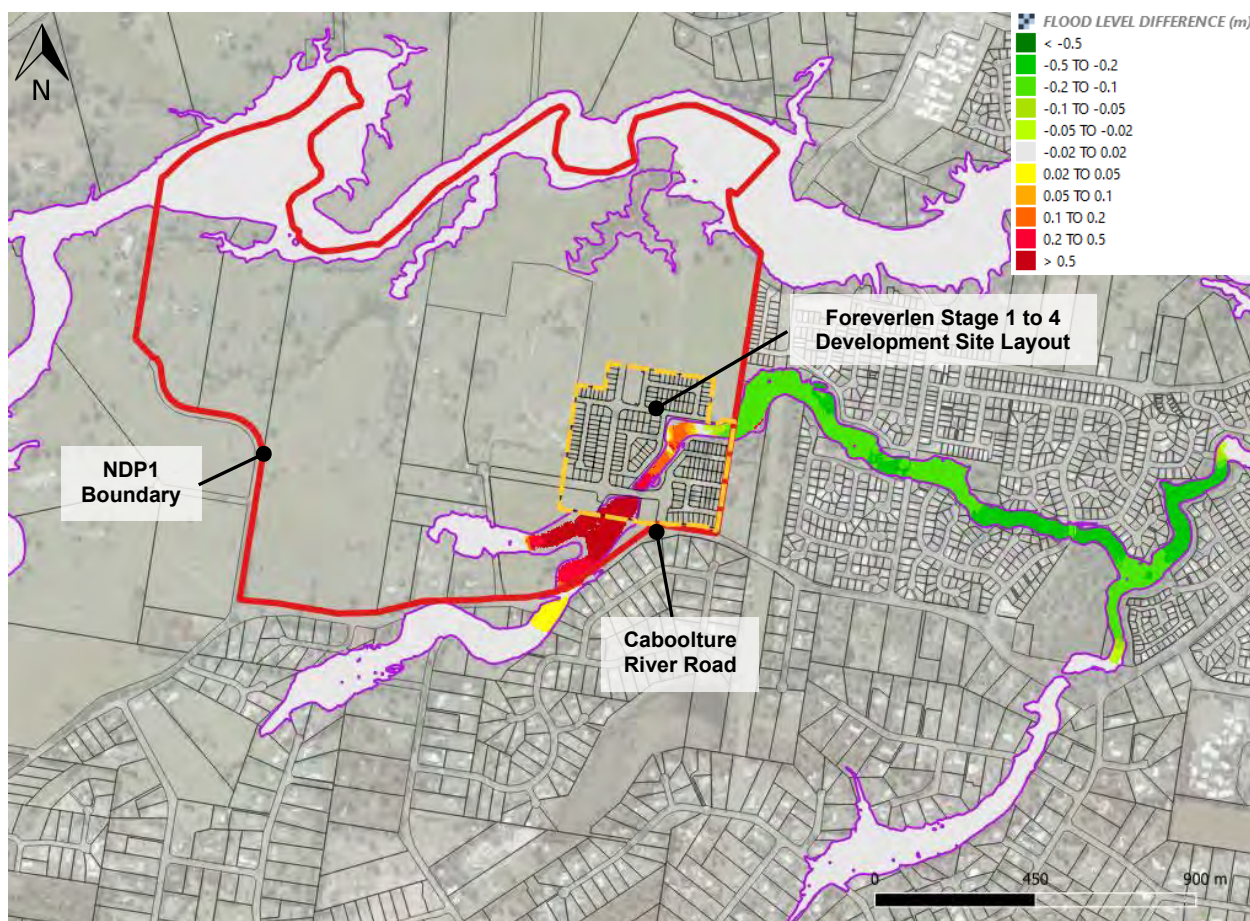 N
FLOOD LEVEL DIFFERENCE (m)
< -0.5
-0.5 TO -0.2
-0.2 TO -0.1
-0.1 TO -0.05
-0.05 TO -0.02
-0.02 TO 0.02
0.02 TO 0.05
0.05 TO 0.1
0.1 TO 0.2
0.2 TO 0.5
> 0.5
Foreverlen Stage 1 to 4
Development Site Layout
NDP1
Boundary
Caboolture
River Road
0 450 900 m